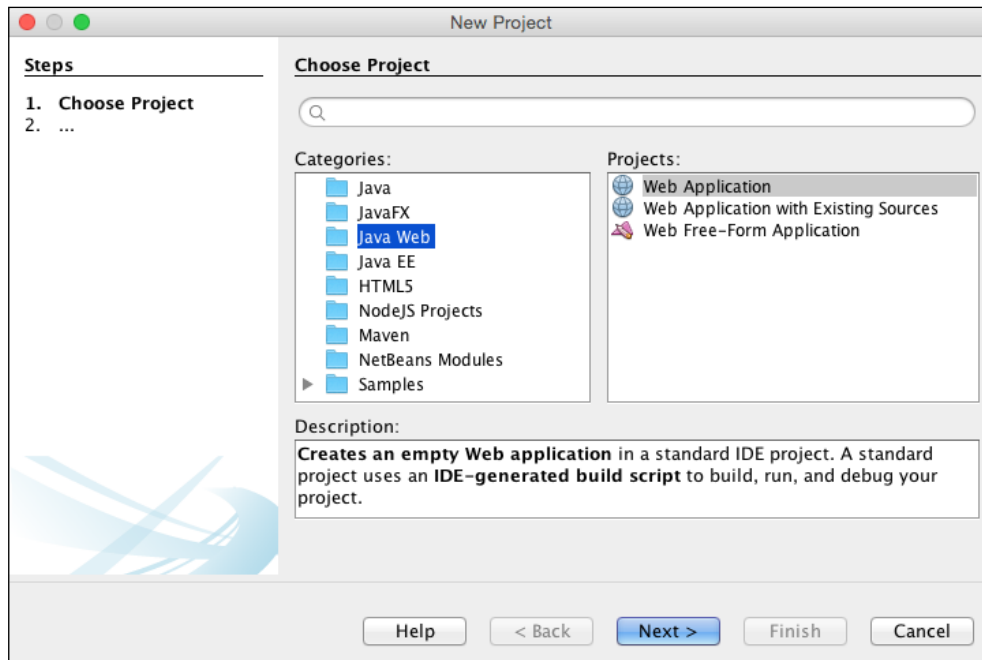 New Project
Steps
1. Choose Project
2. ...
Choose Project
Categories:
Java
JavaFX
Java Web
Java EE
HTML5
NodeJS Projects
Maven
NetBeans Modules
Samples
Projects:
Web Application
Web Application with Existing Sources
Web Free-Form Application
Description:
Creates an empty Web application in a standard IDE project. A standard
project uses an IDE-generated build script to build, run, and debug your
project.
Help
< Back
Next >
Finish
Cancel